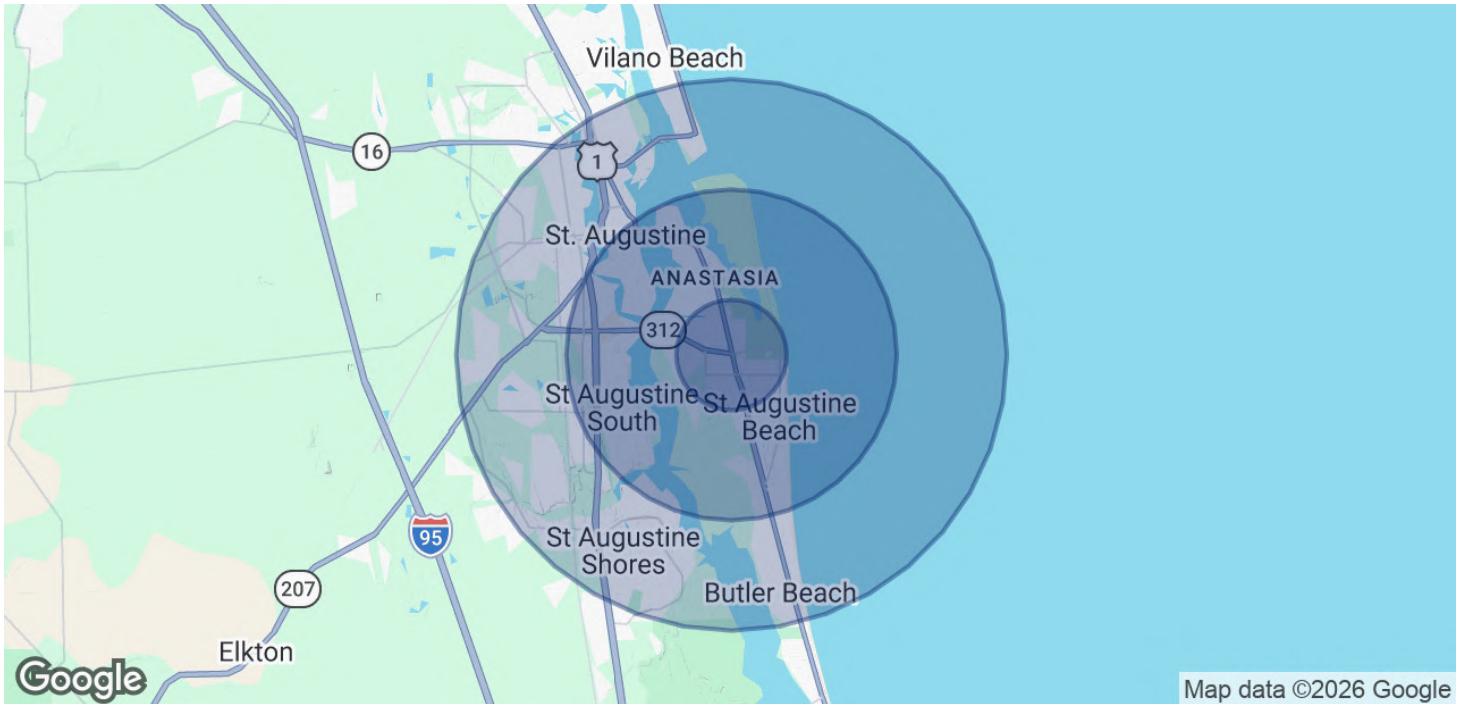 Vilano Beach
16
1
St. Augustine
ANASTASIA
312
St Augustine
South
St Augustine
Beach
95
St Augustine
Shores
207
Butler Beach
Elkton
Google
Map data ©2026 Google